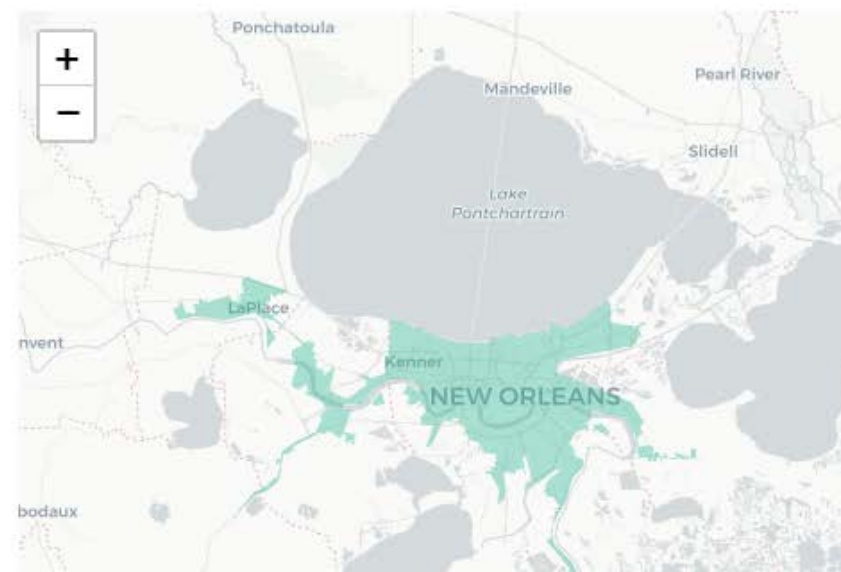 +
−
Ponchatoula
Mandeville
Pearl River
Slidell
Lake
Pontchartrain
LaPlace
nvent
Kenner
NEW ORLEANS
bodaux